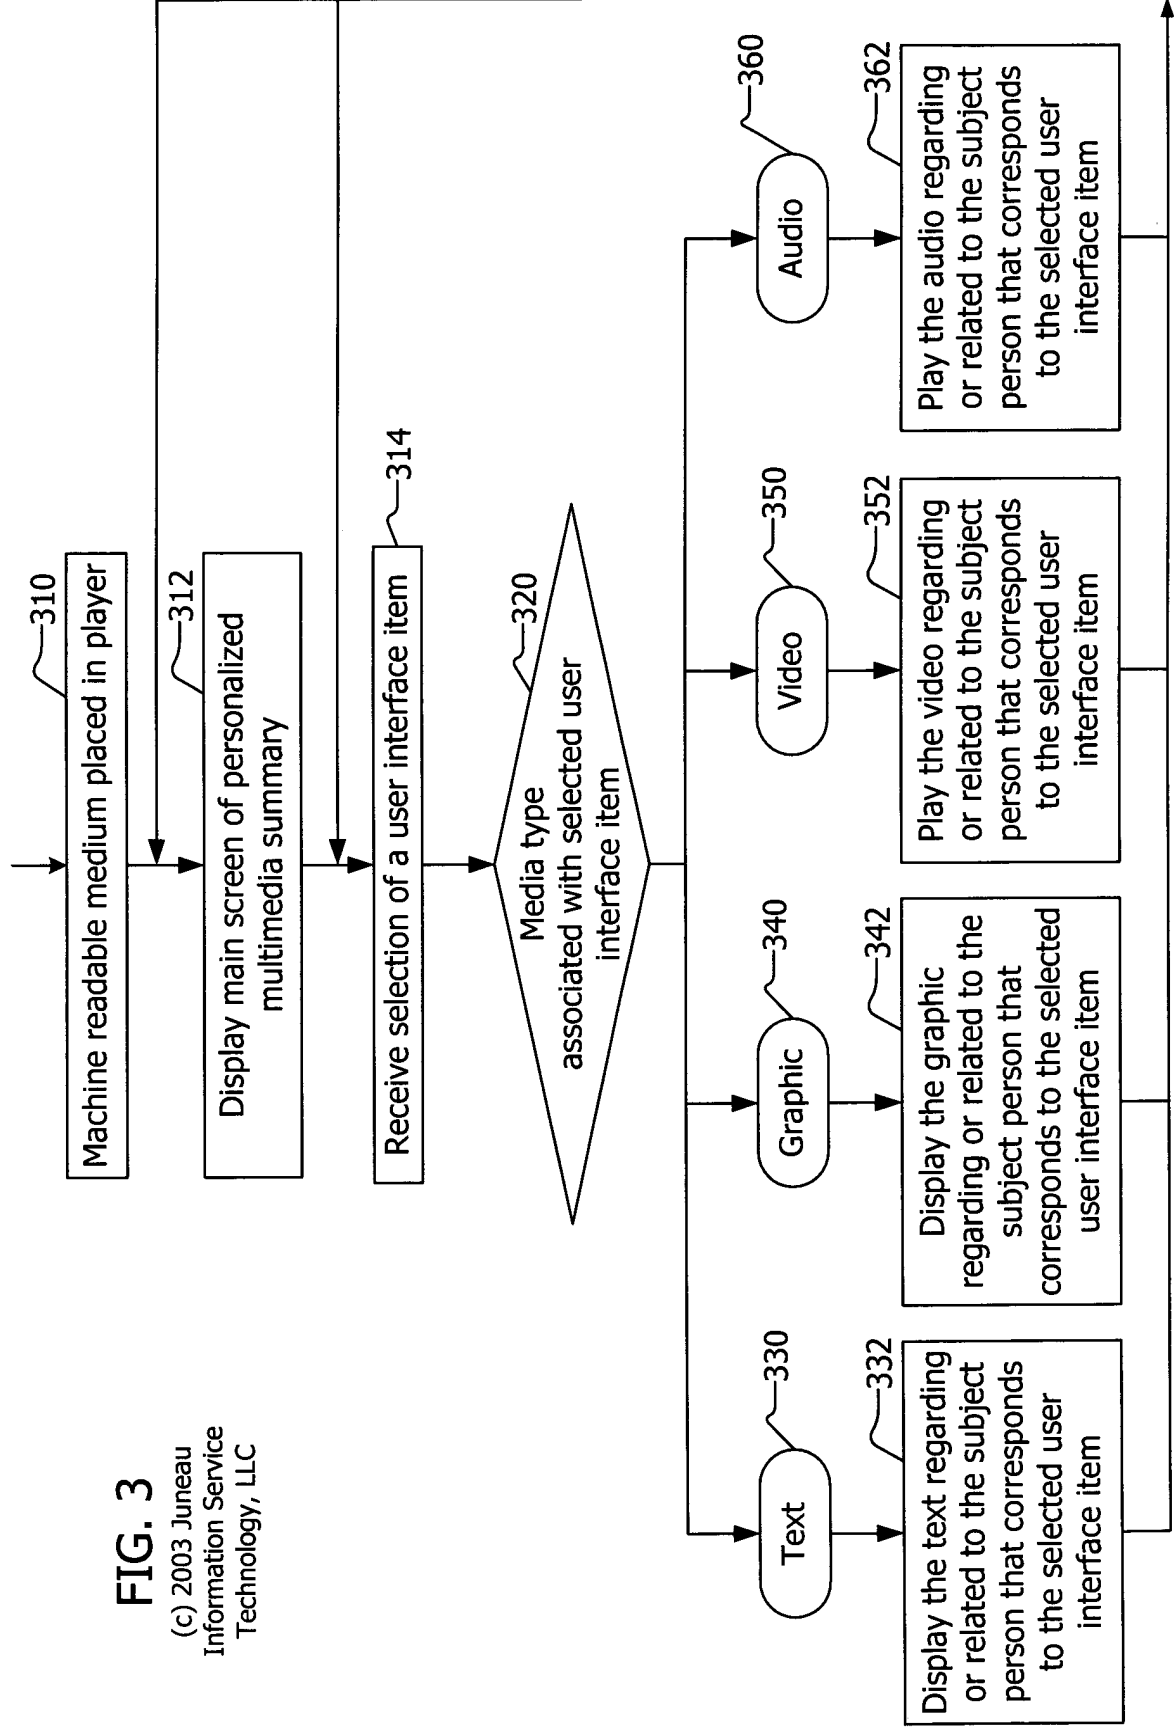 FIG. 3
(c) 2003 Juneau
Information Service
Technology, LLC
310
Machine readable medium placed in player
312
Display main screen of personalized
multimedia summary
314
Receive selection of a user interface item
320
Media type
associated with selected user
interface item
330
Text
340
Graphic
350
Video
360
Audio
332
Display the text regarding
or related to the subject
person that corresponds
to the selected user
interface item
342
Display the graphic
regarding or related to the
subject person that
corresponds to the selected
user interface item
352
Play the video regarding
or related to the subject
person that corresponds
to the selected user
interface item
362
Play the audio regarding
or related to the subject
person that corresponds
to the selected user
interface item